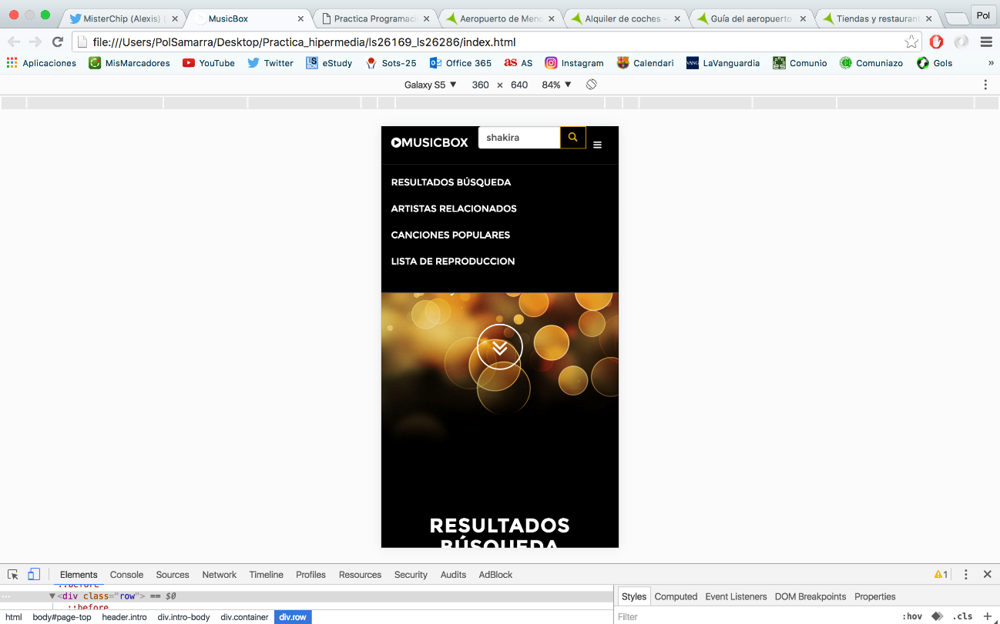 MisterChip (Alexis) (
MusicBox
Practica Programaci
Aeropuerto de Meno
Alquiler de coches -
Guía del aeropuerto
Tiendas y restaurant
Pol
file:///Users/PolSamarra/Desktop/Practica_hipermedia/ls26169_ls26286/index.html
Aplicaciones
MisMarcadores
YouTube
Twitter
eStudy
Sots-25
Office 365
as AS
Instagram
Calendari
LaVanguardia
Comunio
Comuniazo
Gols
»
Galaxy S5 ▼ 360 × 640 84% ▼
MUSICBOX
shakira
RESULTADOS BÚSQUEDA
ARTISTAS RELACIONADOS
CANCIONES POPULARES
LISTA DE REPRODUCCION
RESULTADOS
BÚSQUEDA
Elements Console Sources Network Timeline Profiles Resources Security Audits AdBlock
1
::before
▼<div class="row"> == $0
::before
html body#page-top header.intro div.intro-body div.container div.row
Styles Computed Event Listeners DOM Breakpoints Properties
Filter
:hov .cls +